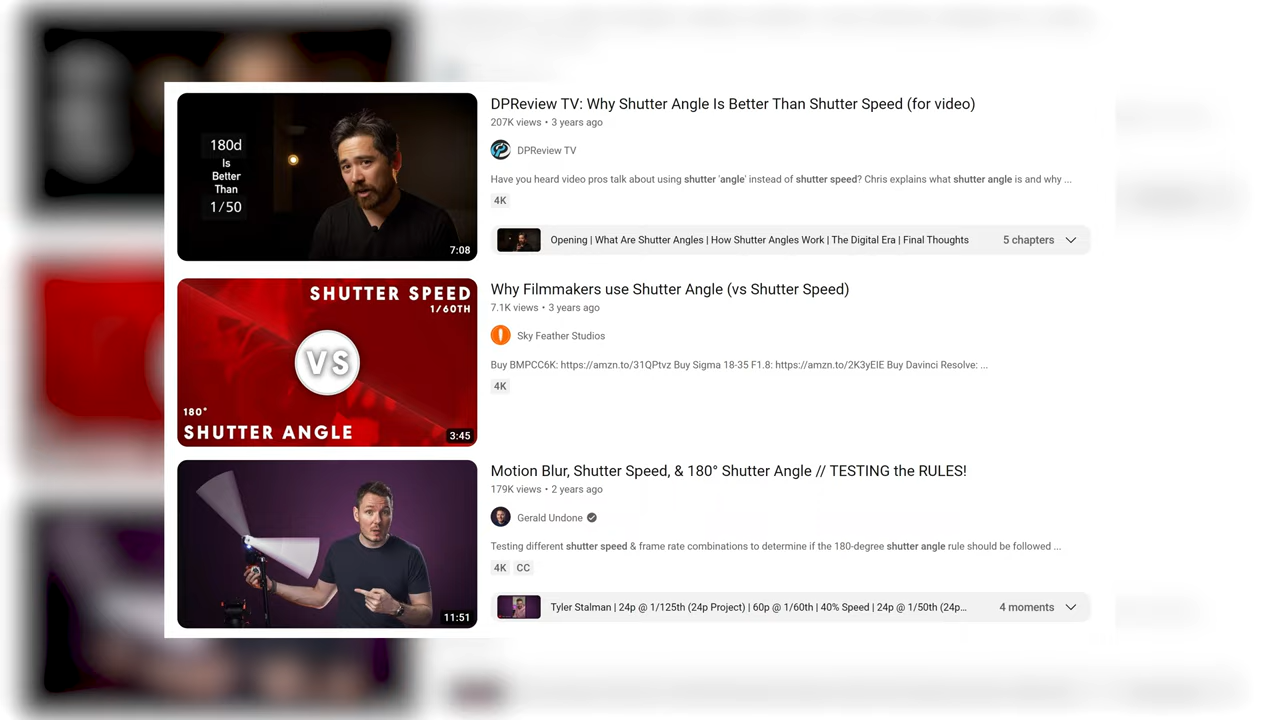 180d
Is
Better
Than
1/50
7:08
DPReview TV: Why Shutter Angle Is Better Than Shutter Speed (for video)
207K views • 3 years ago
DPReview TV
Have you heard video pros talk about using shutter 'angle' instead of shutter speed? Chris explains what shutter angle is and why ...
4K
Opening | What Are Shutter Angles | How Shutter Angles Work | The Digital Era | Final Thoughts
5 chapters
SHUTTER SPEED
1/60TH
VS
180°
SHUTTER ANGLE
3:45
Why Filmmakers use Shutter Angle (vs Shutter Speed)
7.1K views • 3 years ago
Sky Feather Studios
Buy BMPCC6K: https://amzn.to/31QPtvz Buy Sigma 18-35 F1.8: https://amzn.to/2K3yEIE Buy Davinci Resolve: ...
4K
11:51
Motion Blur, Shutter Speed, & 180° Shutter Angle // TESTING the RULES!
179K views • 2 years ago
Gerald Undone
Testing different shutter speed & frame rate combinations to determine if the 180-degree shutter angle rule should be followed ...
4K CC
Tyler Stalman | 24p @ 1/125th (24p Project) | 60p @ 1/60th | 40% Speed | 24p @ 1/50th (24p...
4 moments